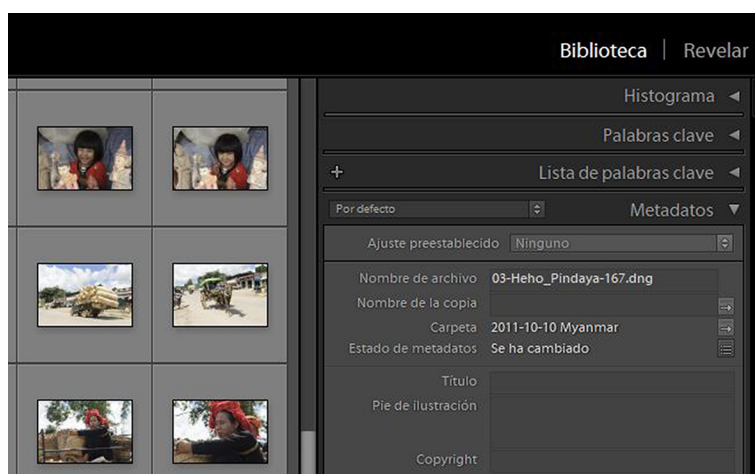 Biblioteca | Revelar
Histograma
Palabras clave
Lista de palabras clave
Por defecto Metadatos
Ajuste preestablecido Ninguno
Nombre de archivo 03-Heho_Pindaya-167.dng
Nombre de la copia
Carpeta 2011-10-10 Myanmar
Estado de metadatos Se ha cambiado
Título
Pie de ilustración
Copyright